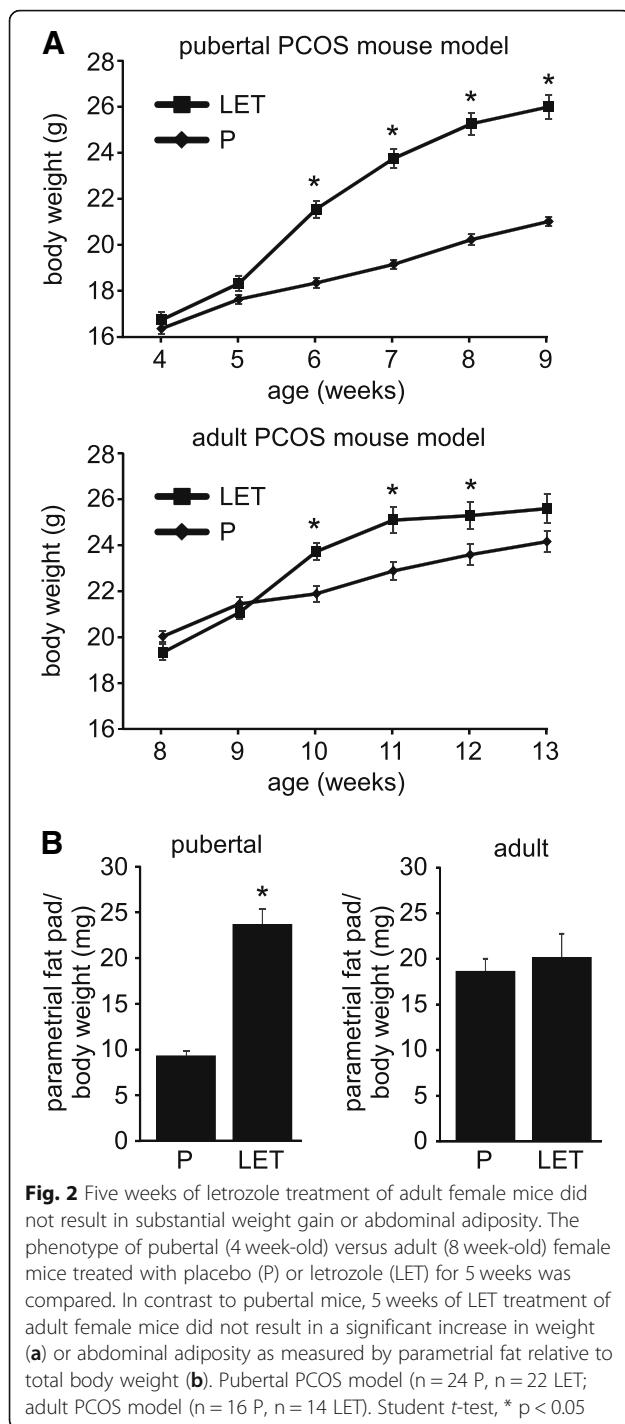 A
pubertal PCOS mouse model
28
26
24
22
20
18
16
body weight (g)
LET
P
* * * *
4 5 6 7 8 9
age (weeks)
adult PCOS mouse model
28
26
24
22
20
18
16
body weight (g)
LET
P
* * *
8 9 10 11 12 13
age (weeks)
B
pubertal
30
25
20
15
10
5
0
parametrial fat pad/
body weight (mg)
*
P LET
adult
30
25
20
15
10
5
0
parametrial fat pad/
body weight (mg)
P LET
Fig. 2 Five weeks of letrozole treatment of adult female mice did
not result in substantial weight gain or abdominal adiposity. The
phenotype of pubertal (4 week-old) versus adult (8 week-old) female
mice treated with placebo (P) or letrozole (LET) for 5 weeks was
compared. In contrast to pubertal mice, 5 weeks of LET treatment of
adult female mice did not result in a significant increase in weight
(a) or abdominal adiposity as measured by parametrial fat relative to
total body weight (b). Pubertal PCOS model (n = 24 P, n = 22 LET;
adult PCOS model (n = 16 P, n = 14 LET). Student t-test, * p < 0.05